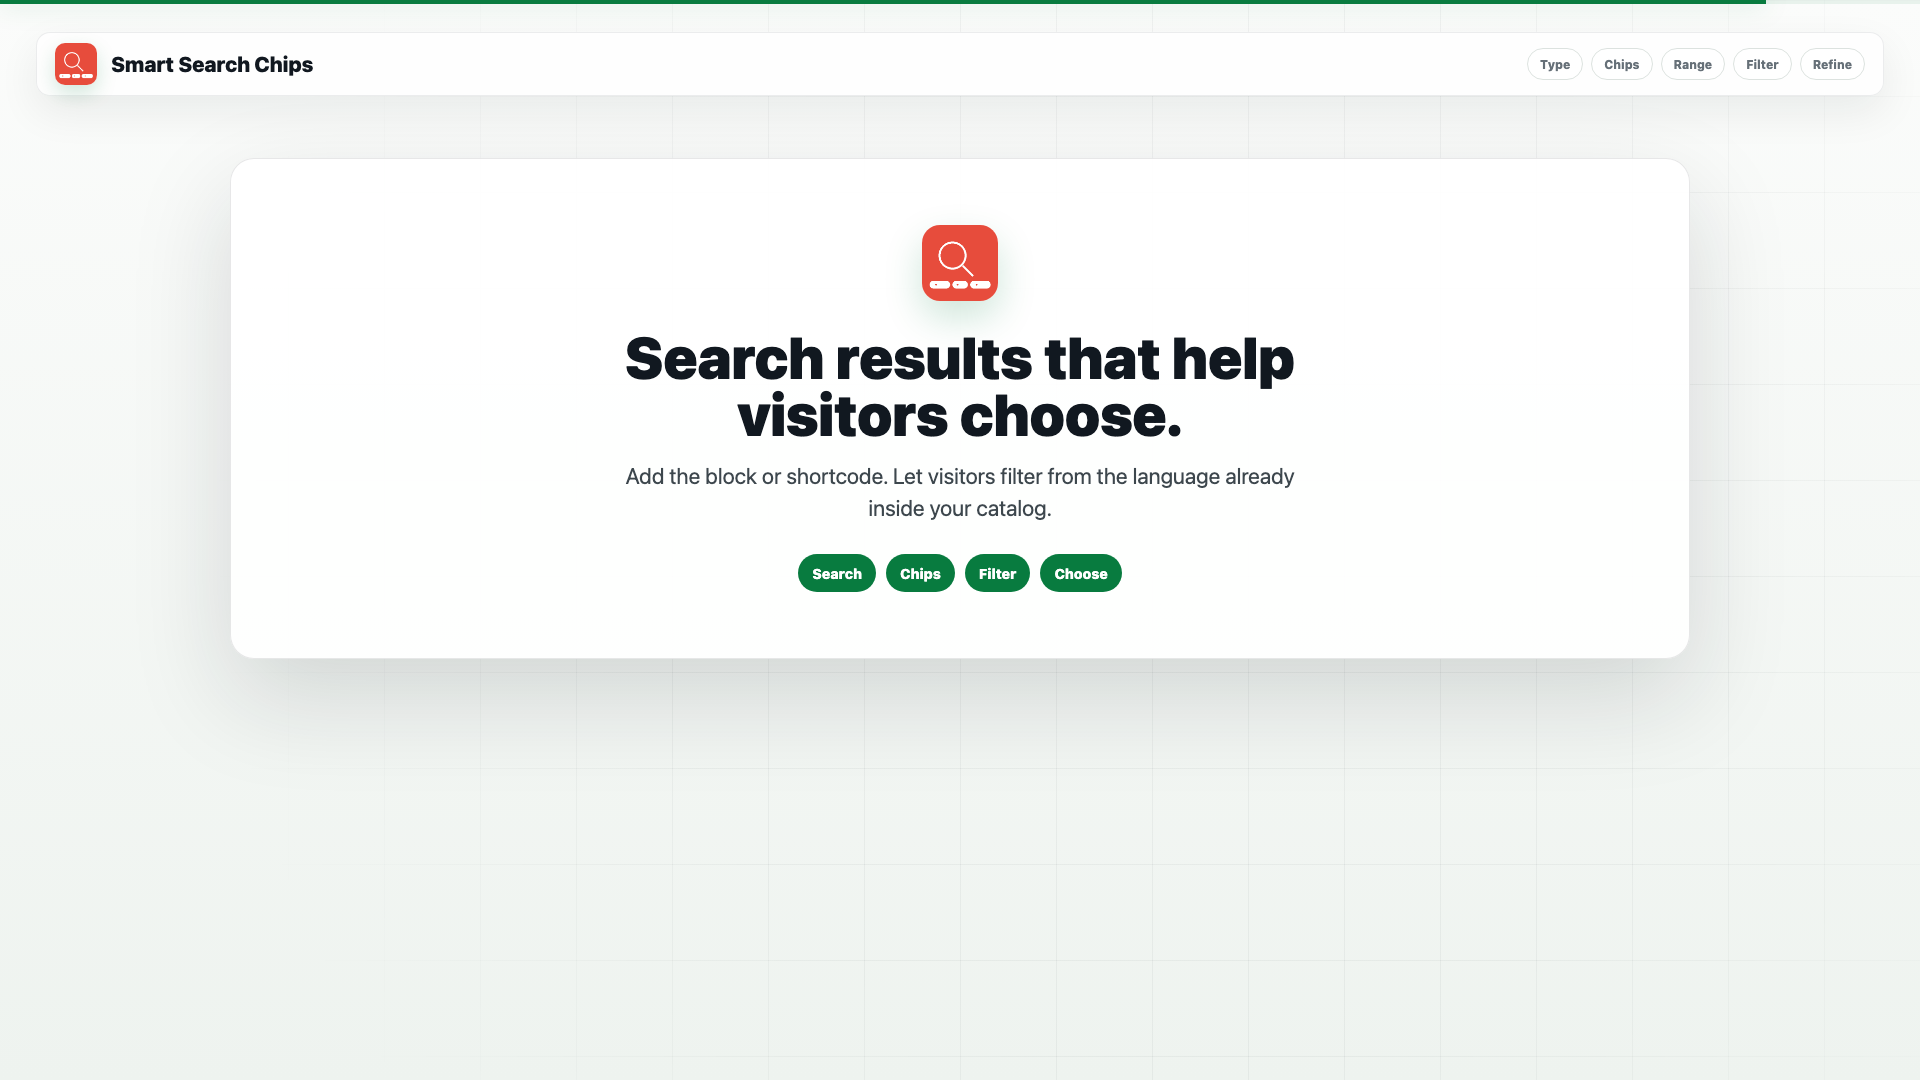 Smart Search Chips
Type
Chips
Range
Filter
Refine
Search results that help
visitors choose.
Add the block or shortcode. Let visitors filter from the language already
inside your catalog.
Search
Chips
Filter
Choose